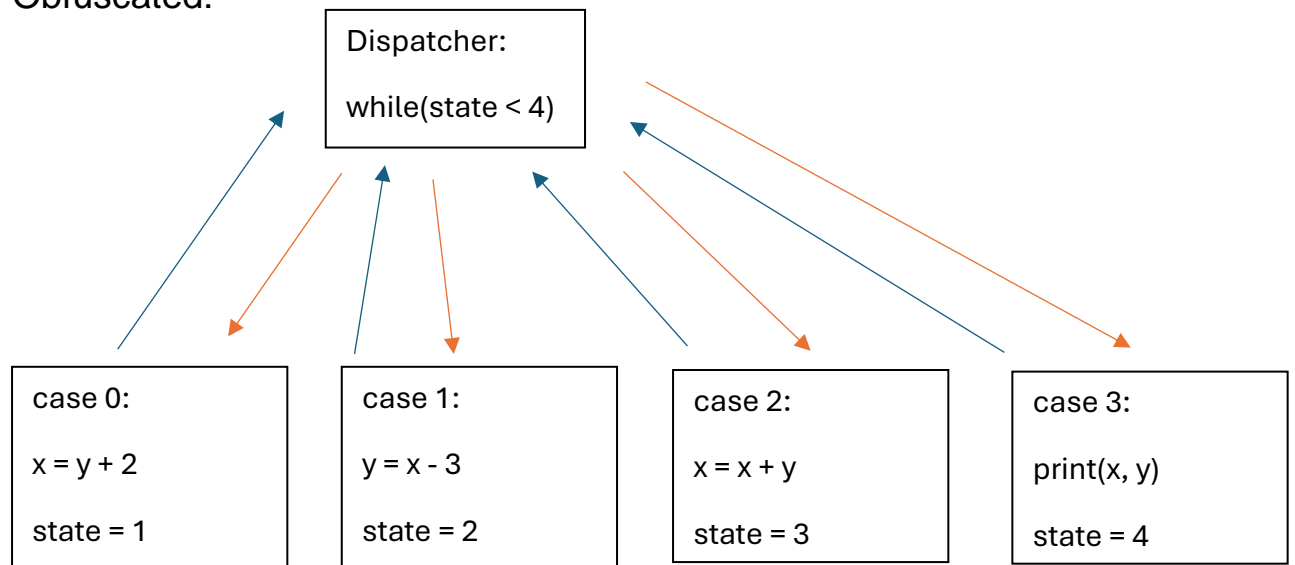 Obfuscated:
Dispatcher:
while(state < 4)
case 0:
x = y + 2
state = 1
case 1:
y = x - 3
state = 2
case 2:
x = x + y
state = 3
case 3:
print(x, y)
state = 4